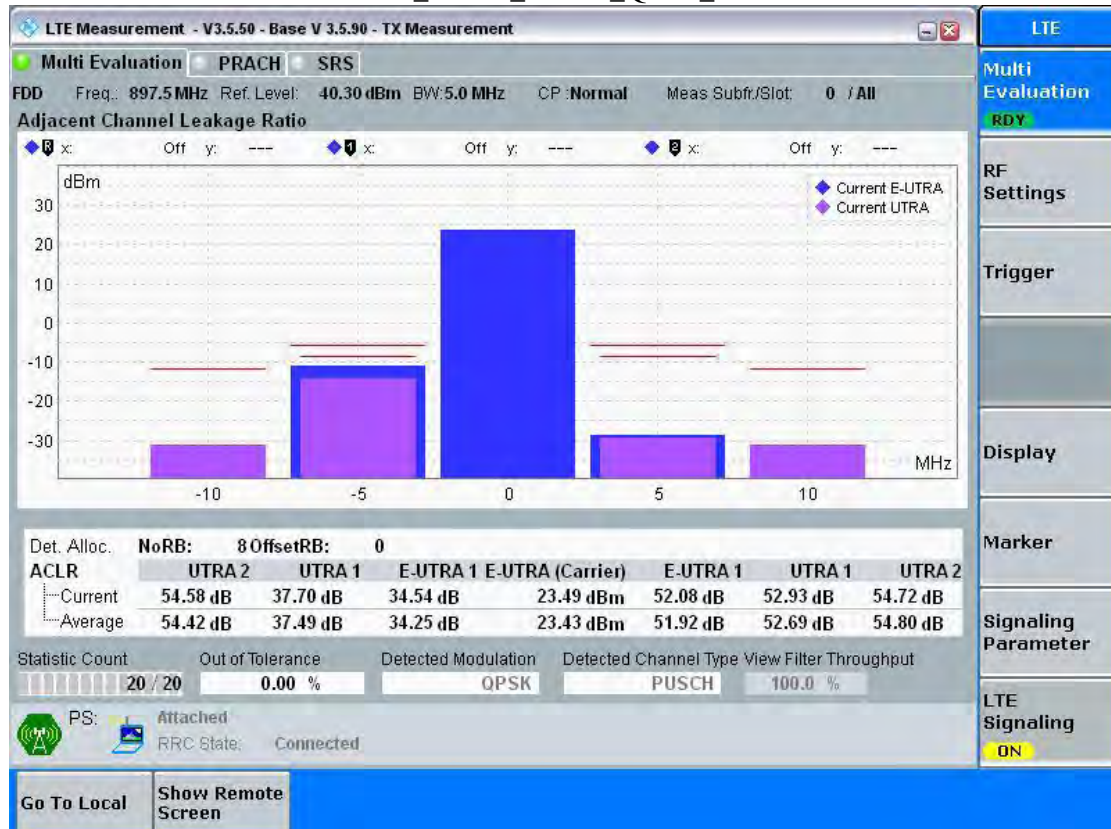 LTE Measurement - V3.5.50 - Base V 3.5.90 - TX Measurement
LTE
Multi Evaluation PRACH SRS
FDD Freq.: 897.5 MHz Ref. Level: 40.30 dBm BW:5.0 MHz CP :Normal Meas Subfr./Slot: 0 / All
Adjacent Channel Leakage Ratio
R x: Off y: --- 1 x: Off y: --- 2 x: Off y: ---
dBm
Current E-UTRA
Current UTRA
30
20
10
0
-10
-20
-30
MHz
-10 -5 0 5 10
Det. Alloc. NoRB: 8 OffsetRB: 0
ACLR UTRA 2 UTRA 1 E-UTRA 1 E-UTRA (Carrier) E-UTRA 1 UTRA 1 UTRA 2
Current 54.58 dB 37.70 dB 34.54 dB 23.49 dBm 52.08 dB 52.93 dB 54.72 dB
Average 54.42 dB 37.49 dB 34.25 dB 23.43 dBm 51.92 dB 52.69 dB 54.80 dB
Statistic Count Out of Tolerance Detected Modulation Detected Channel Type View Filter Throughput
20 / 20 0.00 % QPSK PUSCH 100.0 %
PS: Attached
RRC State: Connected
Multi
Evaluation
RDY
RF
Settings
Trigger
Display
Marker
Signaling
Parameter
LTE
Signaling
ON
Go To Local
Show Remote
Screen